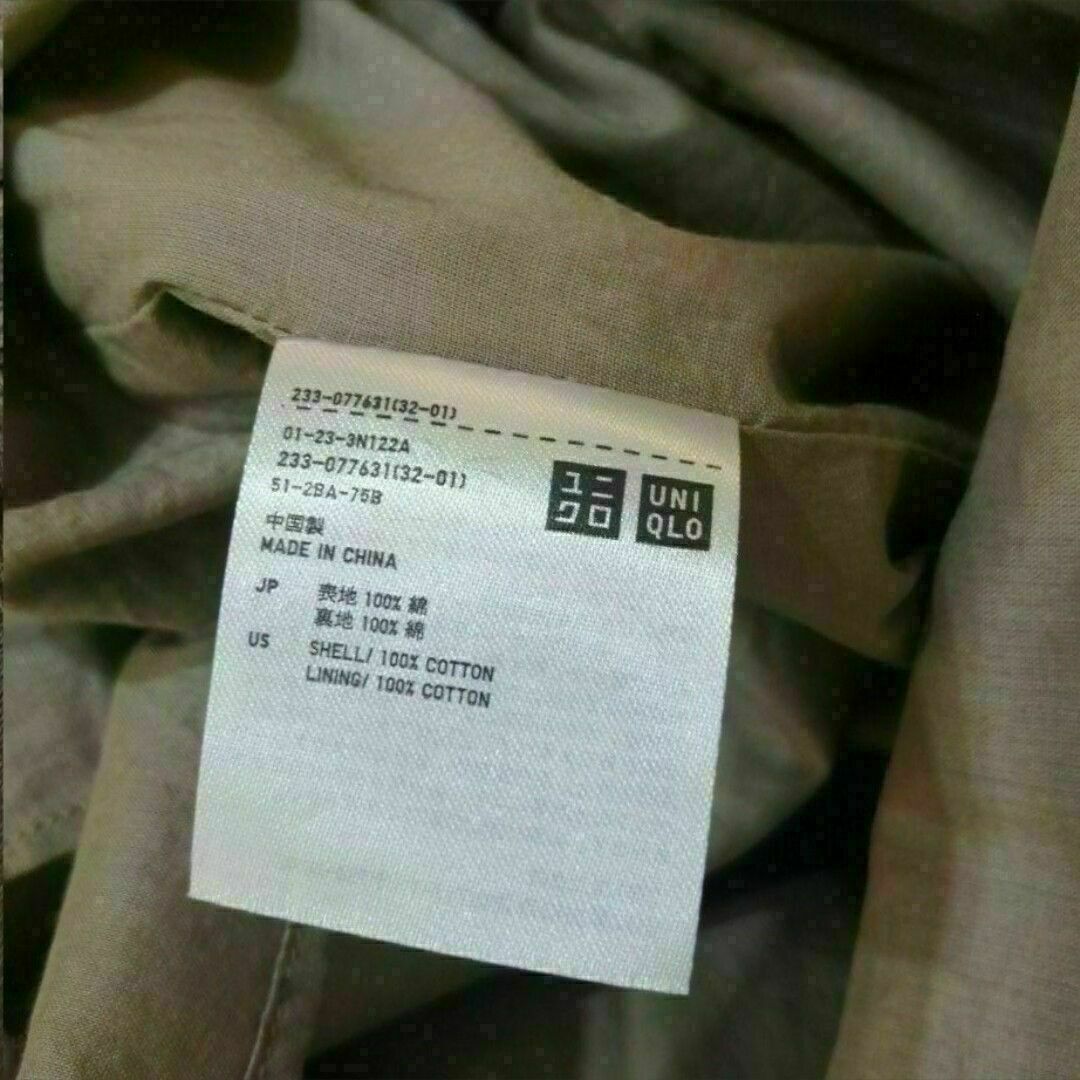 233-077631(32-01)
01-23-3N122A
233-077631(32-01)
51-2BA-75B
ユニクロ
UNIQLO
中国製
MADE IN CHINA
JP 表地 100% 綿
裏地 100% 綿
US SHELL/ 100% COTTON
LINING/ 100% COTTON